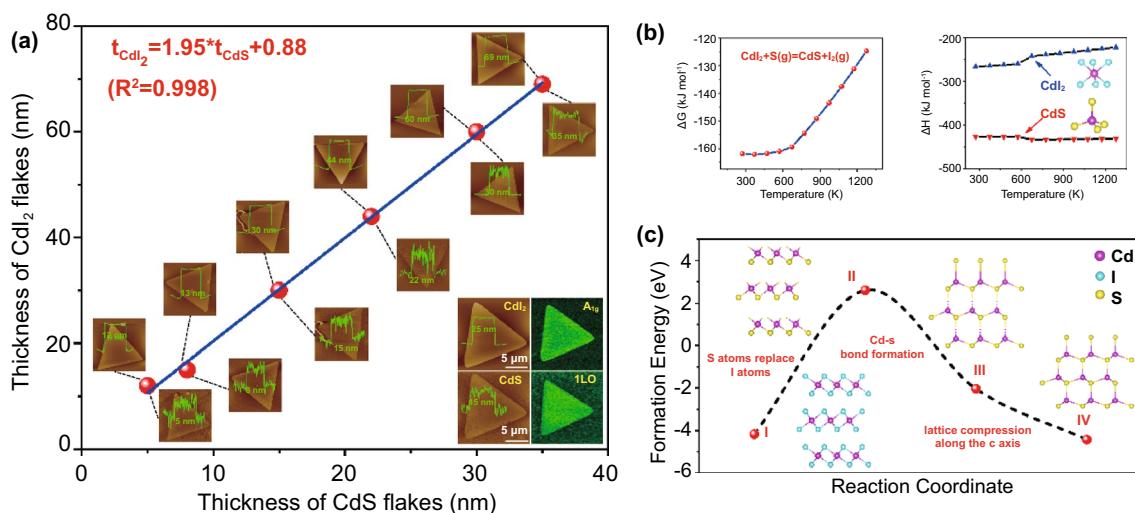 (a)
t_CdI₂=1.95*t_CdS+0.88
(R²=0.998)
Thickness of CdI₂ flakes (nm)
80
60
40
20
0
0
10
20
30
40
Thickness of CdS flakes (nm)
12 nm
5 nm
13 nm
8 nm
30 nm
15 nm
44 nm
22 nm
60 nm
30 nm
69 nm
35 nm
CdI₂
25 nm
5 μm
A₁g
CdS
15 nm
5 μm
1LO
(b)
CdI₂+S(g)=CdS+I₂(g)
ΔG (kJ mol⁻¹)
-120
-130
-140
-150
-160
300 600 900 1200
Temperature (K)
ΔH (kJ mol⁻¹)
-200
-300
-400
-500
CdI₂
CdS
300 600 900 1200
Temperature (K)
(c)
Formation Energy (eV)
6
4
2
0
-2
-4
-6
Reaction Coordinate
S atoms replace
I atoms
I
II
Cd-s
bond formation
III
lattice compression
along the c axis
IV
Cd
I
S